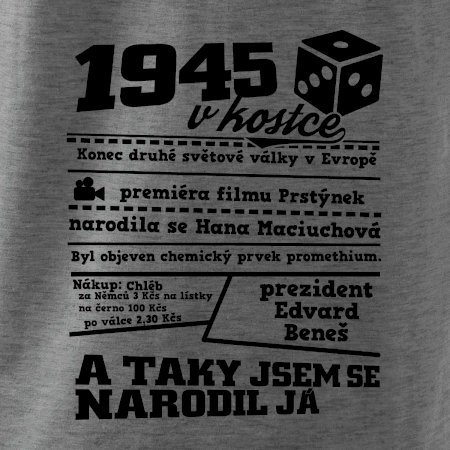 1945
v kostce
Konec druhé světové války v Evropě
premiéra filmu Prstýnek
narodila se Hana Maciuchová
Byl objeven chemický prvek promethium.
Nákup: Chléb
za Němců 3 Kčs na lístky
na černo 100 Kčs
po válce 2,30 Kčs
prezident
Edvard
Beneš
A TAKY JSEM SE
NARODIL JÁ